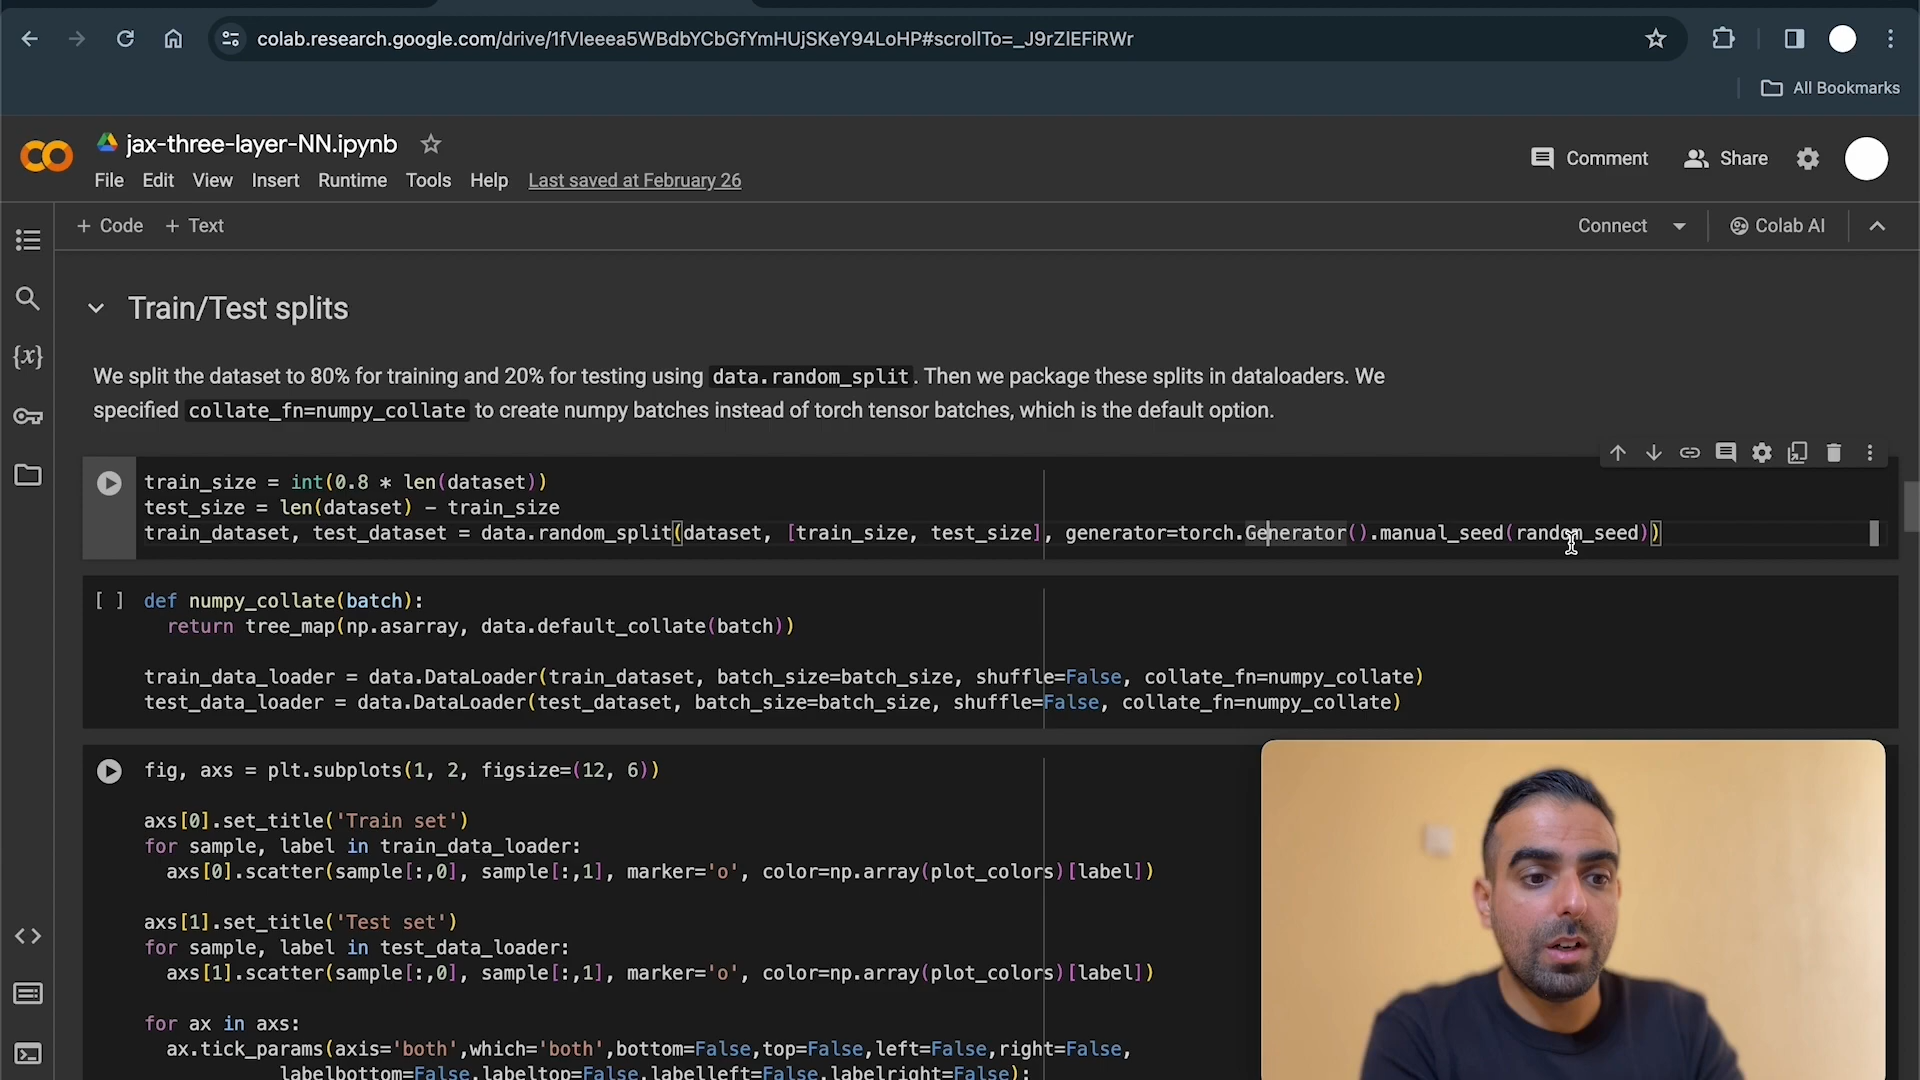 colab.research.google.com/drive/1fVIeeea5WBdbYCbGfYmHUjSKeY94LoHP#scrollTo=_J9rZlEFiRWr
All Bookmarks
jax-three-layer-NN.ipynb
Comment Share
File Edit View Insert Runtime Tools Help Last saved at February 26
+ Code + Text Connect Colab AI
Train/Test splits
We split the dataset to 80% for training and 20% for testing using data.random_split. Then we package these splits in dataloaders. We
specified collate_fn=numpy_collate to create numpy batches instead of torch tensor batches, which is the default option.
train_size = int(0.8 * len(dataset))
test_size = len(dataset) - train_size
train_dataset, test_dataset = data.random_split(dataset, [train_size, test_size], generator=torch.Generator().manual_seed(random_seed))
[ ] def numpy_collate(batch):
return tree_map(np.asarray, data.default_collate(batch))
train_data_loader = data.DataLoader(train_dataset, batch_size=batch_size, shuffle=False, collate_fn=numpy_collate)
test_data_loader = data.DataLoader(test_dataset, batch_size=batch_size, shuffle=False, collate_fn=numpy_collate)
fig, axs = plt.subplots(1, 2, figsize=(12, 6))
axs[0].set_title('Train set')
for sample, label in train_data_loader:
axs[0].scatter(sample[:,0], sample[:,1], marker='o', color=np.array(plot_colors)[label])
axs[1].set_title('Test set')
for sample, label in test_data_loader:
axs[1].scatter(sample[:,0], sample[:,1], marker='o', color=np.array(plot_colors)[label])
for ax in axs:
ax.tick_params(axis='both',which='both',bottom=False,top=False,left=False,right=False,
labelbottom=False,labeltop=False,labelleft=False,labelright=False);